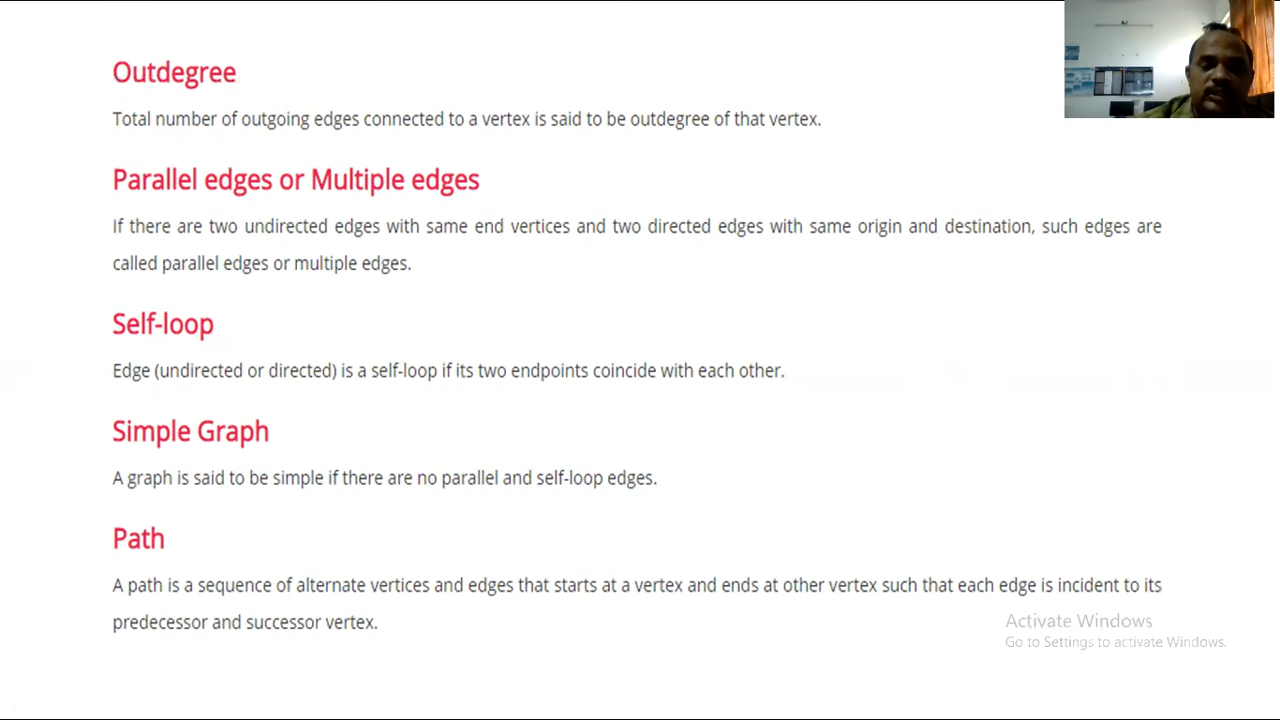 Outdegree
Total number of outgoing edges connected to a vertex is said to be outdegree of that vertex.
Parallel edges or Multiple edges
If there are two undirected edges with same end vertices and two directed edges with same origin and destination, such edges are
called parallel edges or multiple edges.
Self-loop
Edge (undirected or directed) is a self-loop if its two endpoints coincide with each other.
Simple Graph
A graph is said to be simple if there are no parallel and self-loop edges.
Path
A path is a sequence of alternate vertices and edges that starts at a vertex and ends at other vertex such that each edge is incident to its
predecessor and successor vertex.
Activate Windows
Go to Settings to activate Windows.